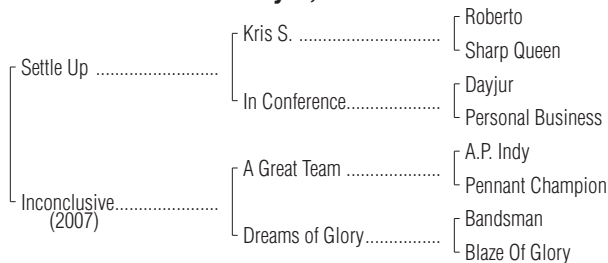 Roberto
Kris S. ......................................
Sharp Queen
Settle Up ..........................
Dayjur
In Conference.........................
Personal Business
A.P. Indy
A Great Team .........................
Pennant Champion
Inconclusive......................
(2007)
Bandsman
Dreams of Glory....................
Blaze Of Glory